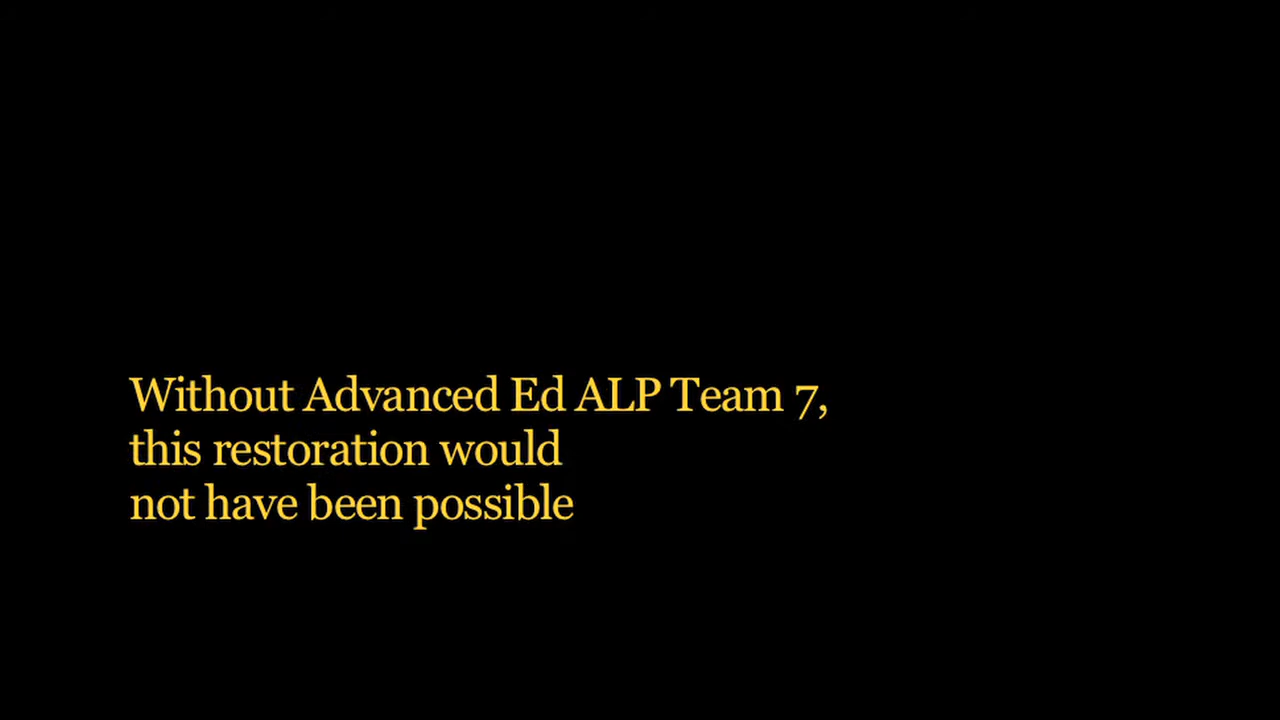 Without Advanced Ed ALP Team 7,
this restoration would
not have been possible